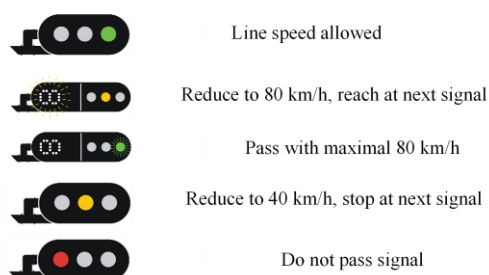 Line speed allowed
Reduce to 80 km/h, reach at next signal
Pass with maximal 80 km/h
Reduce to 40 km/h, stop at next signal
Do not pass signal